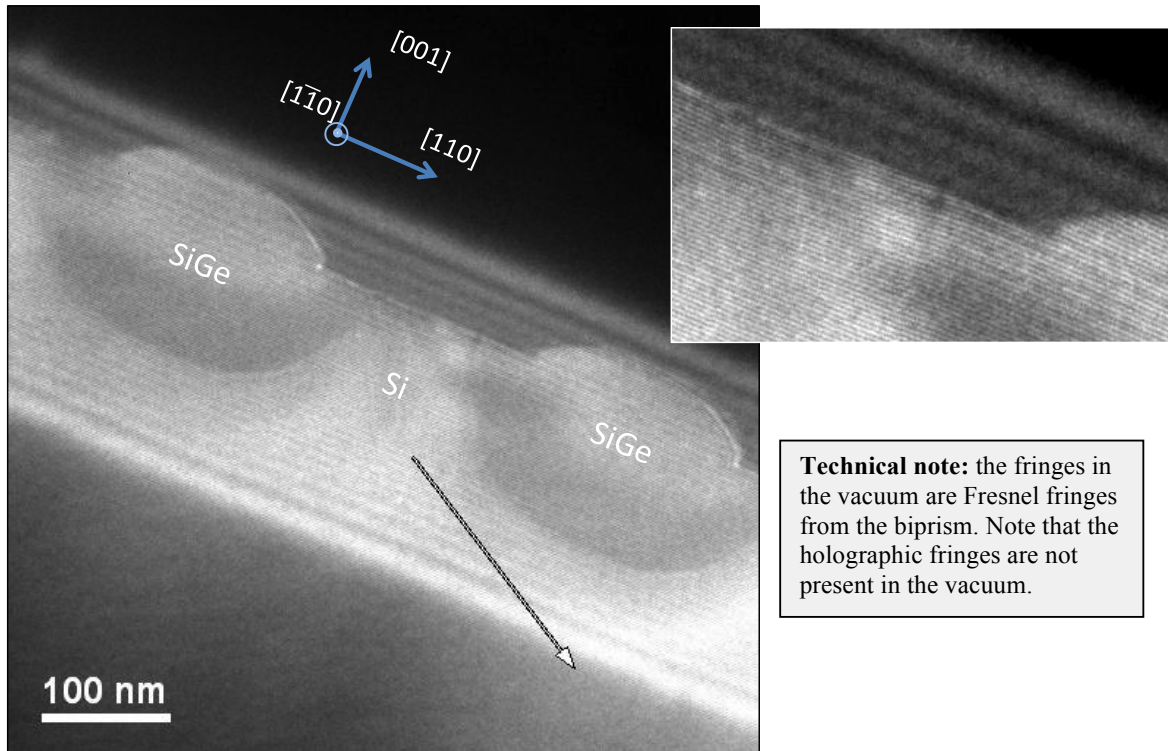 [001]
[11̅0]
[110]
SiGe
Si
SiGe
100 nm
Technical note: the fringes in
the vacuum are Fresnel fringes
from the biprism. Note that the
holographic fringes are not
present in the vacuum.